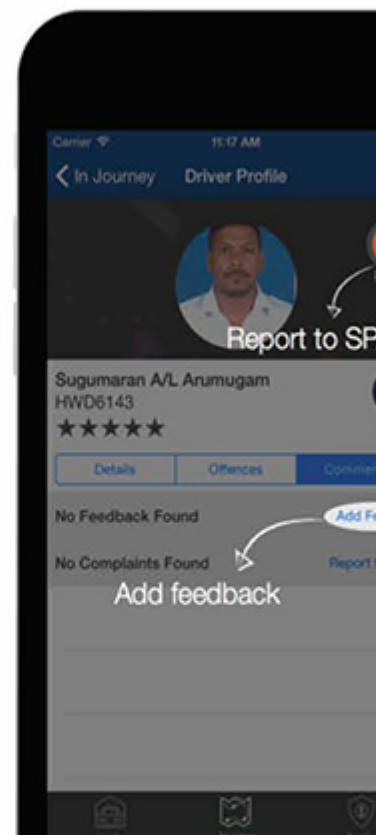 Carrier 11:17 AM
In Journey Driver Profile
Report to SP
Sugumaran A/L Arumugam
HWD6143
Details Offences Commen
No Feedback Found Add Fe
No Complaints Found Report t
Add feedback